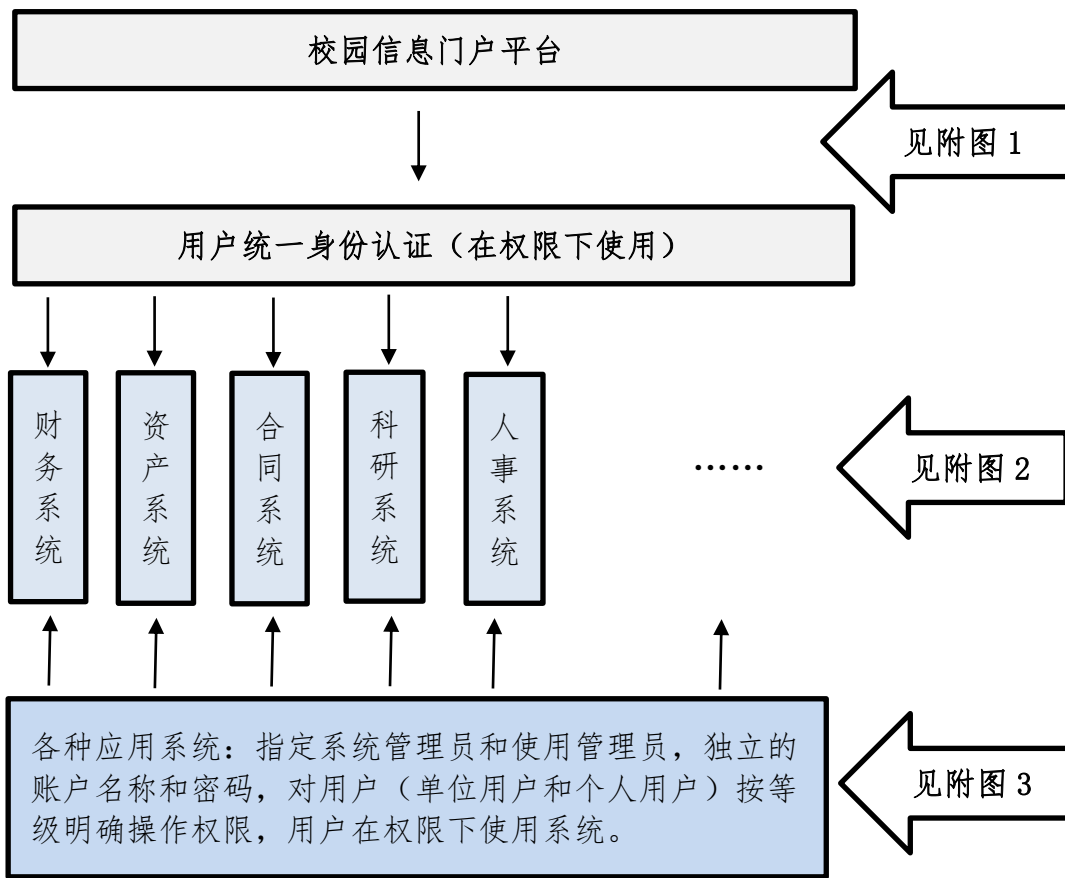 校园信息门户平台
见附图 1
用户统一身份认证（在权限下使用）
财务系统
资产系统
合同系统
科研系统
人事系统
……
见附图 2
各种应用系统：指定系统管理员和使用管理员，独立的
账户名称和密码，对用户（单位用户和个人用户）按等
级明确操作权限，用户在权限下使用系统。
见附图 3